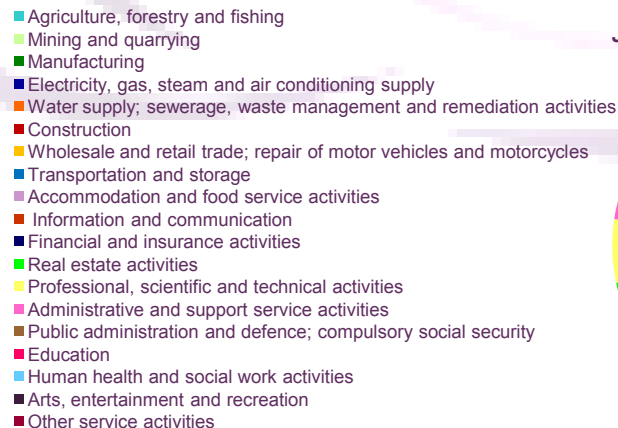 Agriculture, forestry and fishing
Mining and quarrying
Manufacturing
Electricity, gas, steam and air conditioning supply
Water supply; sewerage, waste management and remediation activities
Construction
Wholesale and retail trade; repair of motor vehicles and motorcycles
Transportation and storage
Accommodation and food service activities
Information and communication
Financial and insurance activities
Real estate activities
Professional, scientific and technical activities
Administrative and support service activities
Public administration and defence; compulsory social security
Education
Human health and social work activities
Arts, entertainment and recreation
Other service activities